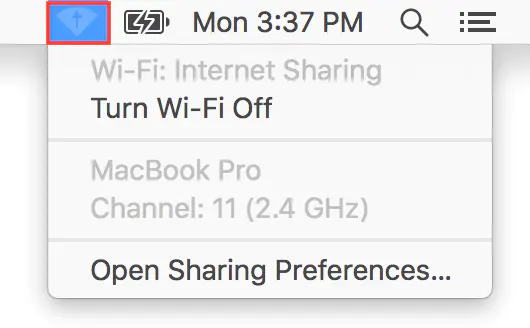 Mon 3:37 PM
Wi-Fi: Internet Sharing
Turn Wi-Fi Off
MacBook Pro
Channel: 11 (2.4 GHz)
Open Sharing Preferences...